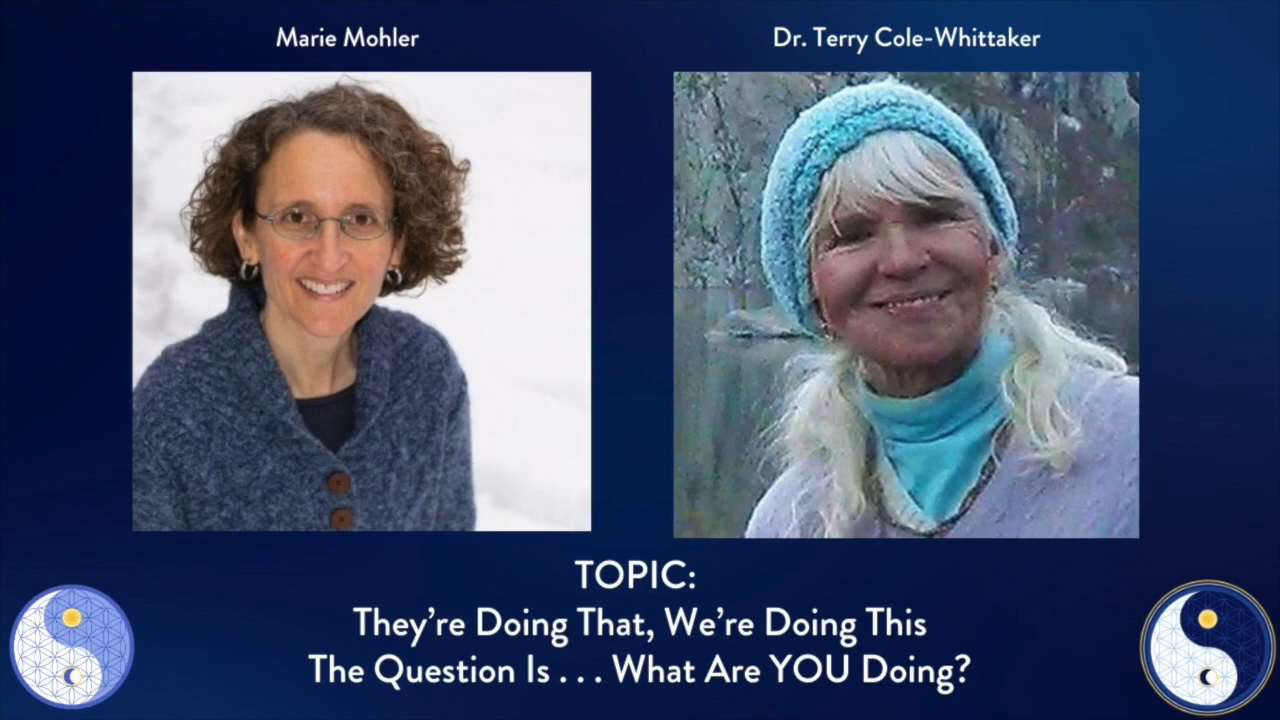 Marie Mohler
Dr. Terry Cole-Whittaker
TOPIC:
They’re Doing That, We’re Doing This
The Question Is . . . What Are YOU Doing?